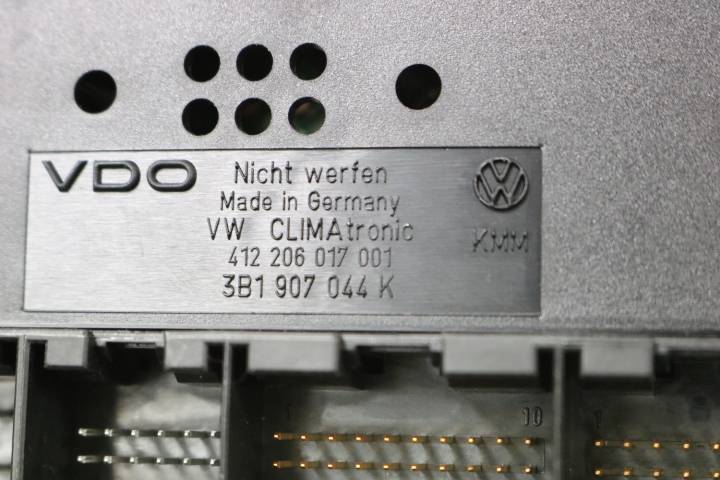 VDO Nicht werfen
Made in Germany
VW CLIMAtronic
KMM
412 206 017 001
3B1 907 044 K
1 10 1